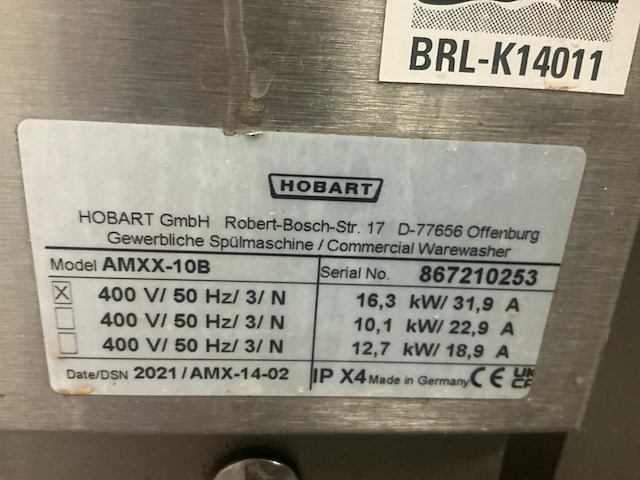 BRL-K14011
HOBART
HOBART GmbH Robert-Bosch-Str. 17 D-77656 Offenburg
Gewerbliche Spülmaschine / Commercial Warewasher
Model AMXX-10B Serial No. 867210253
X 400 V/ 50 Hz/ 3/ N 16,3 kW/ 31,9 A
400 V/ 50 Hz/ 3/ N 10,1 kW/ 22,9 A
400 V/ 50 Hz/ 3/ N 12,7 kW/ 18,9 A
Date/DSN 2021 / AMX-14-02 IP X4 Made in Germany CE UKCA